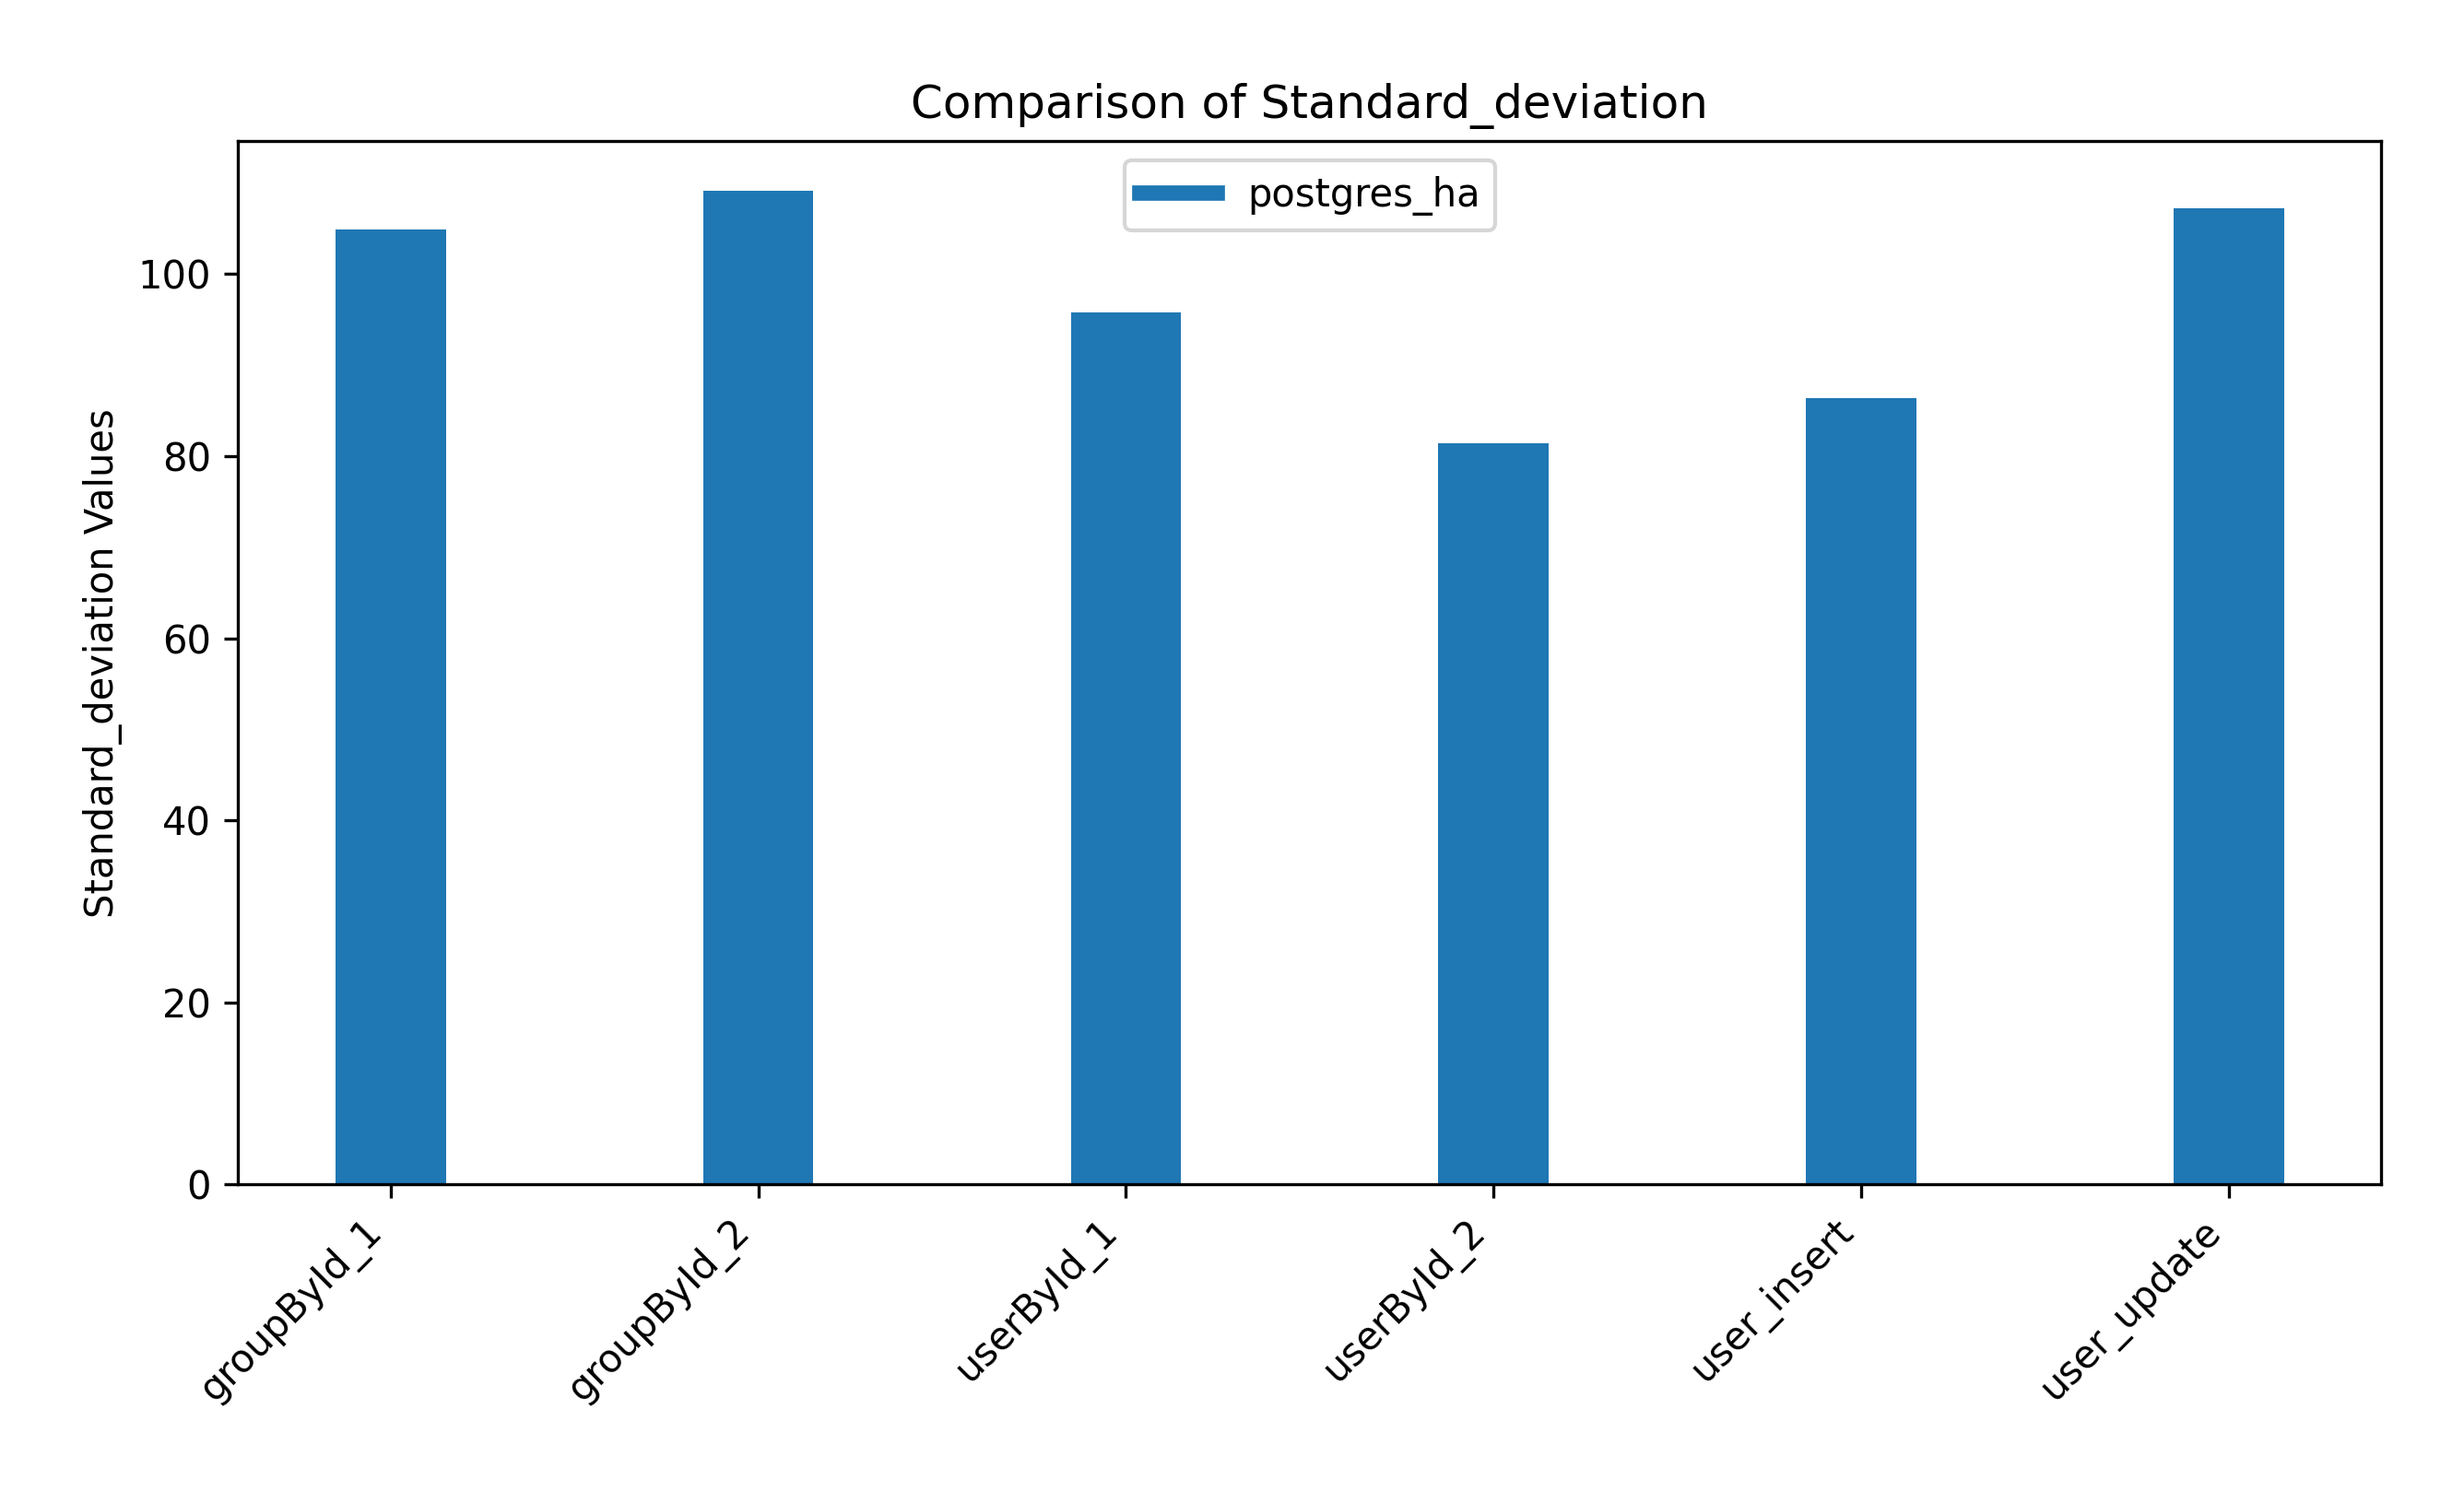 Comparison of Standard_deviation
postgres_ha
Standard_deviation Values
100
80
60
40
20
0
groupById_1
groupById_2
userById_1
userById_2
user_insert
user_update